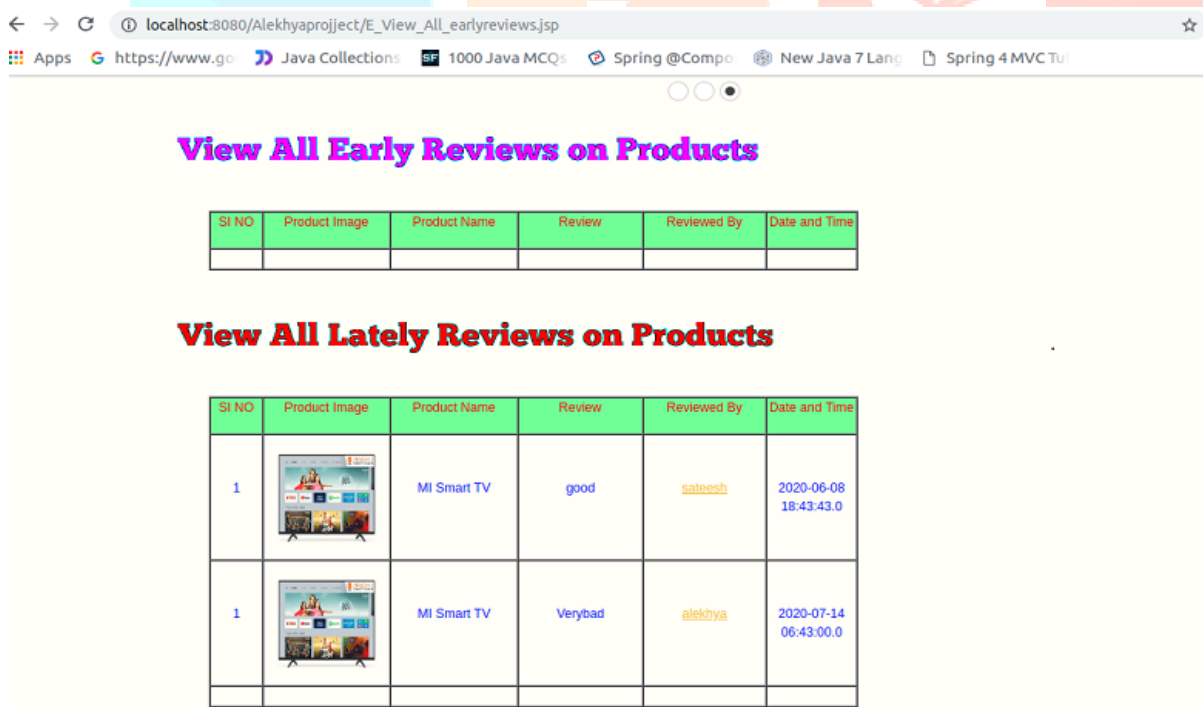 localhost:8080/Alekhyaprojject/E_View_All_earlyreviews.jsp
Apps G https://www.go Java Collections SF 1000 Java MCQs Spring @Compo New Java 7 Lang Spring 4 MVC Tu
View All Early Reviews on Products
SI NO Product Image Product Name Review Reviewed By Date and Time
View All Lately Reviews on Products
SI NO Product Image Product Name Review Reviewed By Date and Time
1 MI Smart TV good sateesh 2020-06-08
18:43:43.0
1 MI Smart TV Verybad alekhya 2020-07-14
06:43:00.0